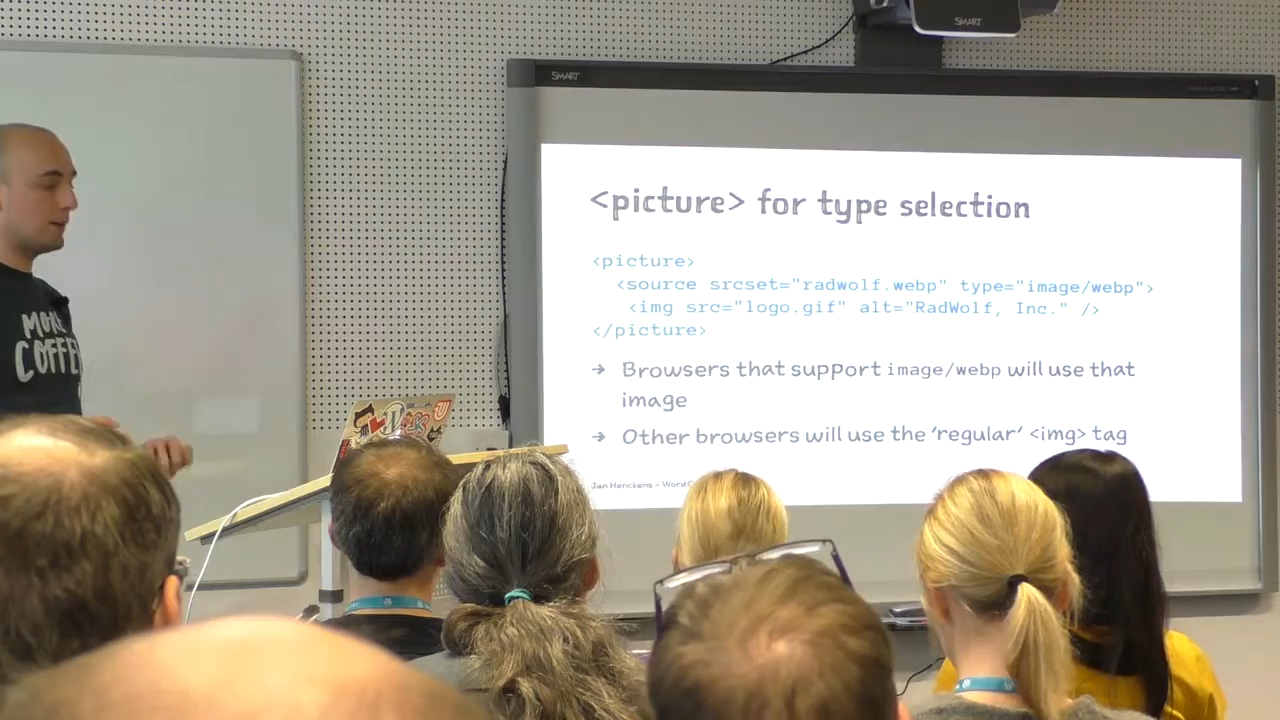 SMART
SMART
<picture> for type selection
<picture>
<source srcset="radwolf.webp" type="image/webp">
<img src="logo.gif" alt="RadWolf, Inc." />
</picture>
→ Browsers that support image/webp will use that
image
→ Other browsers will use the ‘regular’ <img> tag
Jan Henckens – WordC
MORE
COFFE